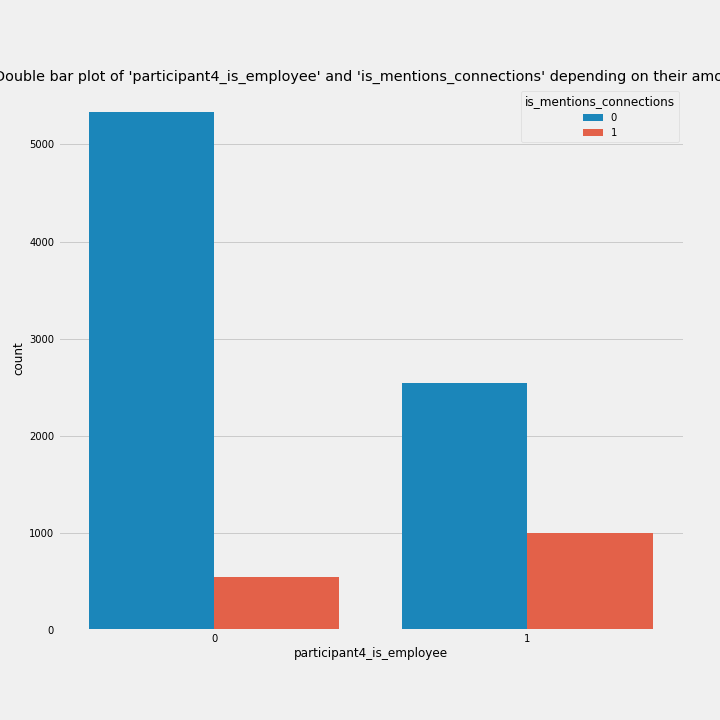 Double bar plot of 'participant4_is_employee' and 'is_mentions_connections' depending on their amo
is_mentions_connections
0
1
5000
4000
3000
2000
1000
0
count
0 1
participant4_is_employee